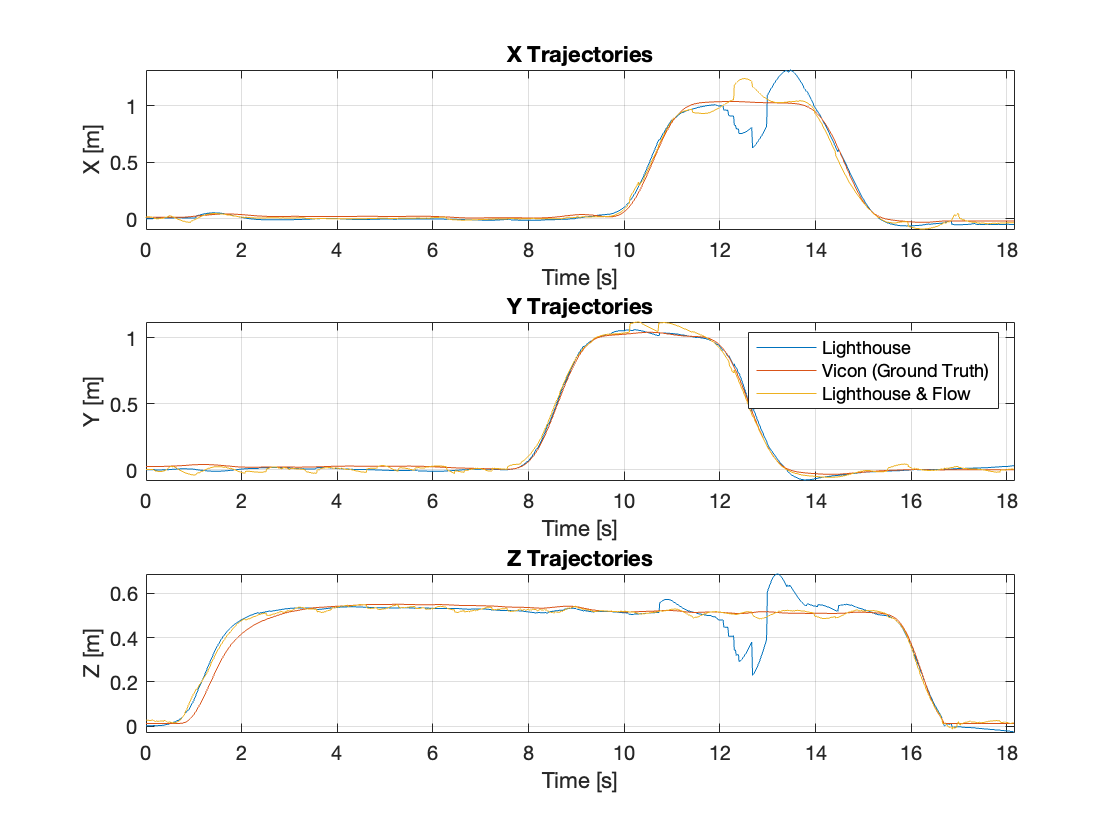 X Trajectories
1
0.5
0
X [m]
0 2 4 6 8 10 12 14 16 18
Time [s]
Y Trajectories
1
0.5
0
Y [m]
Lighthouse
Vicon (Ground Truth)
Lighthouse & Flow
0 2 4 6 8 10 12 14 16 18
Time [s]
Z Trajectories
0.6
0.4
0.2
0
Z [m]
0 2 4 6 8 10 12 14 16 18
Time [s]